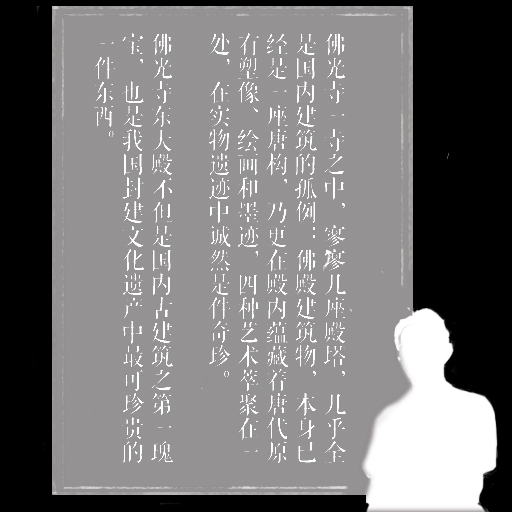 佛光寺一寺之中，寥寥几座殿塔，几乎全
是国内建筑的孤例：佛殿建筑物，本身已
经是一座唐构，乃更在殿内蕴藏着唐代原
有塑像、绘画和墨迹，四种艺术萃聚在一
处，在实物遗迹中诚然是件奇珍。
佛光寺东大殿不但是国内古建筑之第一瑰
宝，也是我国封建文化遗产中最可珍贵的
一件东西。